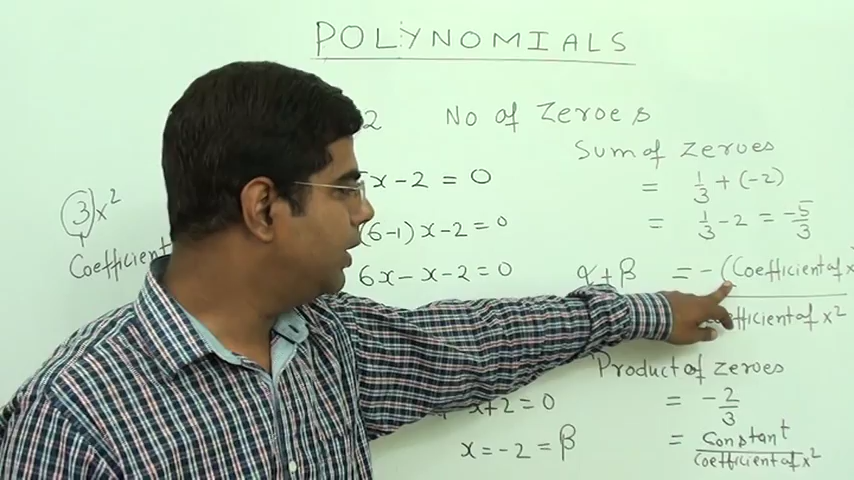 POLYNOMIALS
2 No of Zeroes
Sum of zeroes
x-2=0
= 1/3 + (-2)
3x²
(6-1)x-2=0
= 1/3 - 2 = -5/3
Coefficient
6x-x-2=0
α+β = -(Coefficient of x
efficient of x²
Product of zeroes
x+2=0
= -2/3
x=-2=β
= Constant
Coefficient of x²